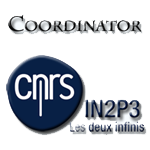 COORDINATOR
cnrs
IN2P3
Les deux infinis